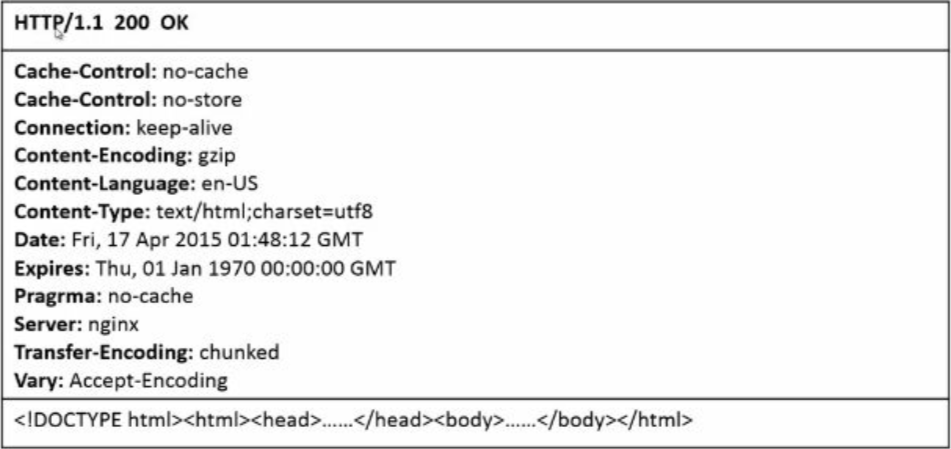 HTTP/1.1 200 OK
Cache-Control: no-cache
Cache-Control: no-store
Connection: keep-alive
Content-Encoding: gzip
Content-Language: en-US
Content-Type: text/html;charset=utf8
Date: Fri, 17 Apr 2015 01:48:12 GMT
Expires: Thu, 01 Jan 1970 00:00:00 GMT
Pragrma: no-cache
Server: nginx
Transfer-Encoding: chunked
Vary: Accept-Encoding
<!DOCTYPE html><html><head>......</head><body>......</body></html>